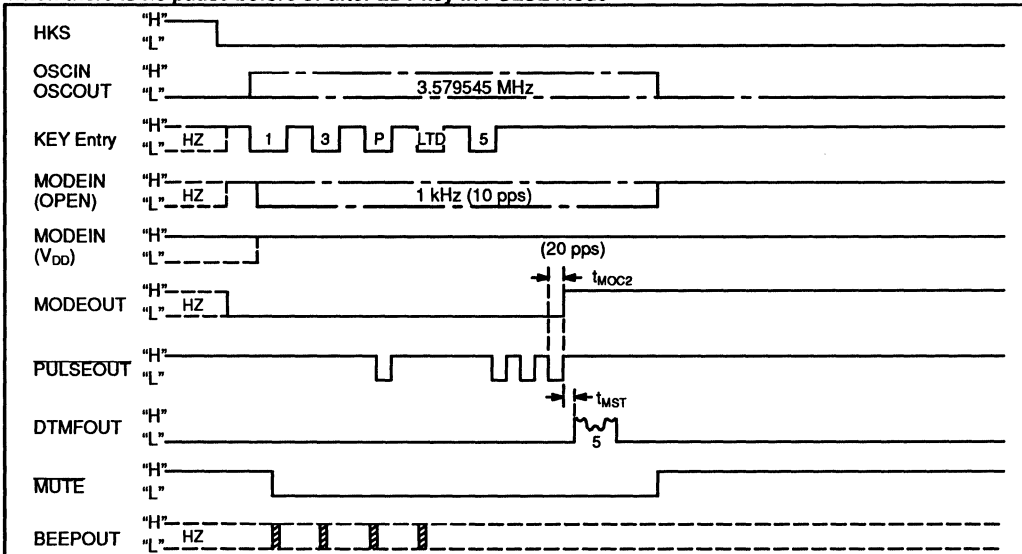 HKS "H"
"L"
OSCIN "H"
OSCOUT "L" 3.579545 MHz
KEY Entry "H" HZ 1 3 P LTD 5
"L"
MODEIN "H"
(OPEN) "L" HZ 1 kHz (10 pps)
MODEIN "H"
(VDD) "L" (20 pps)
tMOC2
MODEOUT "H" HZ
"L"
PULSEOUT "H"
"L"
tMST
DTMFOUT "H"
"L" 5
MUTE "H"
"L"
BEEPOUT "H" HZ
"L"